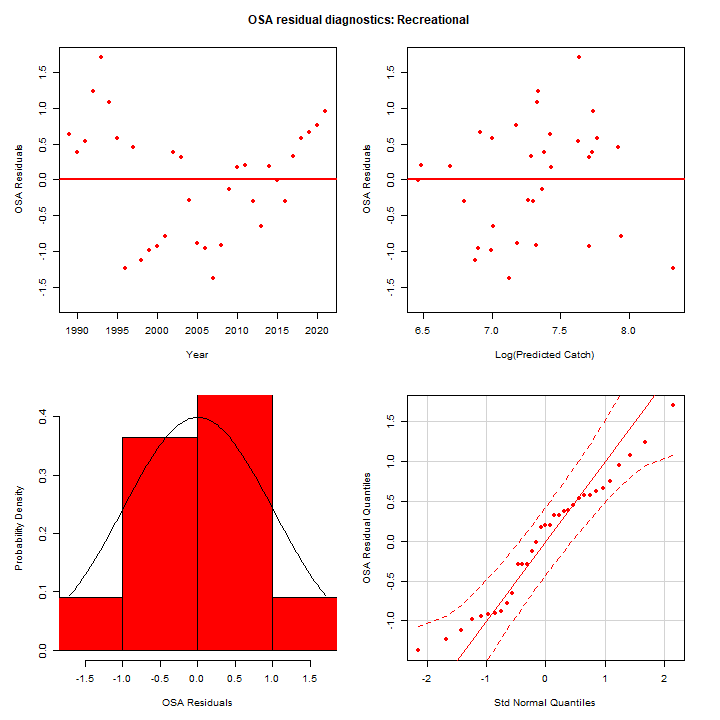 OSA residual diagnostics: Recreational
OSA Residuals
1.5
1.0
0.5
0.0
-0.5
-1.0
-1.5
1990 1995 2000 2005 2010 2015 2020
Year
OSA Residuals
1.5
1.0
0.5
0.0
-0.5
-1.0
-1.5
6.5 7.0 7.5 8.0
Log(Predicted Catch)
Probability Density
0.4
0.3
0.2
0.1
0.0
-1.5 -1.0 -0.5 0.0 0.5 1.0 1.5
OSA Residuals
OSA Residual Quantiles
1.5
1.0
0.5
0.0
-0.5
-1.0
-2 -1 0 1 2
Std Normal Quantiles